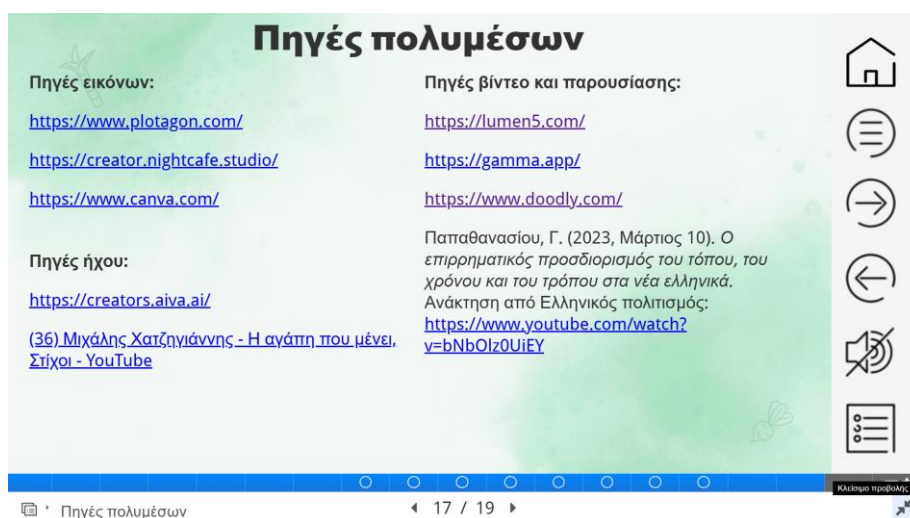 Πηγές πολυμέσων
Πηγές εικόνων:
https://www.plotagon.com/
https://creator.nightcafe.studio/
https://www.canva.com/
Πηγές ήχου:
https://creators.aiva.ai/
(36) Μιχάλης Χατζηγιάννης - Η αγάπη που μένει,
Στίχοι - YouTube
Πηγές βίντεο και παρουσίασης:
https://lumen5.com/
https://gamma.app/
https://www.doodly.com/
Παπαθανασίου, Γ. (2023, Μάρτιος 10). Ο
επιρρηματικός προσδιορισμός του τόπου, του
χρόνου και του τρόπου στα νέα ελληνικά.
Ανάκτηση από Ελληνικός πολιτισμός:
https://www.youtube.com/watch?
v=bNbOlz0UiEY
Κλείσιμο προβολής
Πηγές πολυμέσων
17 / 19